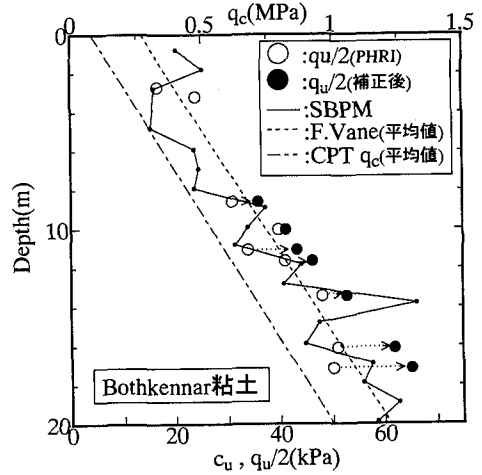 q_c(MPa)
0 0.5 1 1.5
0
10
20
Depth(m)
○:qu/2(PHRI)
●:q_u/2(補正後)
:SBPM
:F.Vane(平均値)
:CPT q_c(平均値)
Bothkennar粘土
20 40 60 80
c_u , q_u/2(kPa)